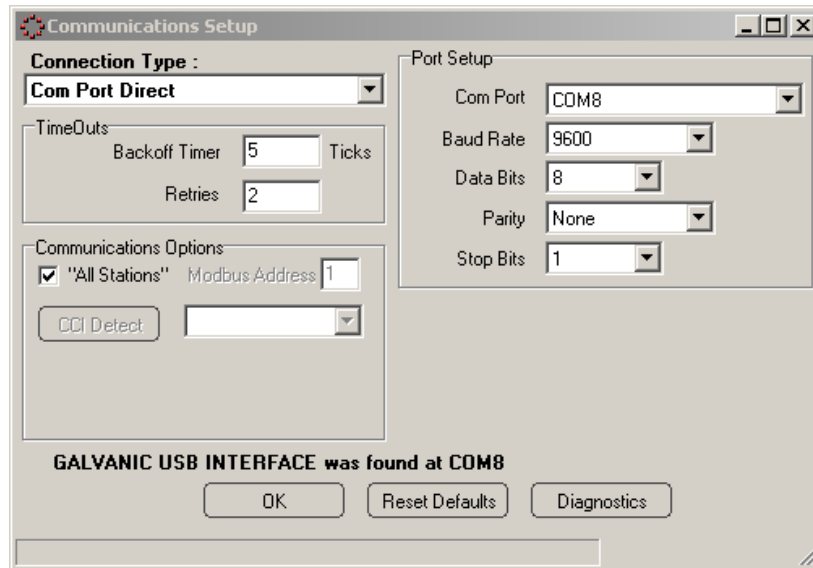 Communications Setup
Connection Type :
Com Port Direct
TimeOuts
Backoff Timer 5 Ticks
Retries 2
Communications Options
"All Stations" Modbus Address 1
CCI Detect
Port Setup
Com Port COM8
Baud Rate 9600
Data Bits 8
Parity None
Stop Bits 1
GALVANIC USB INTERFACE was found at COM8
OK Reset Defaults Diagnostics